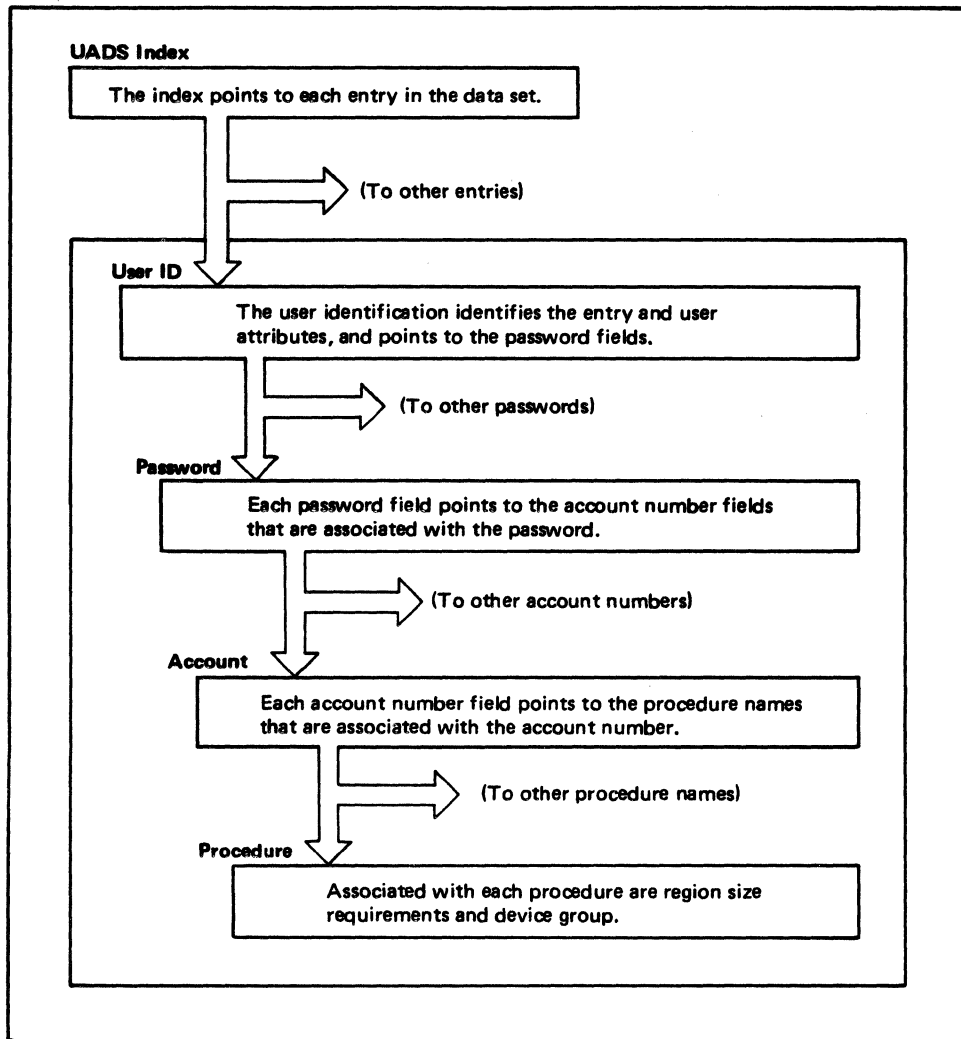 UADS Index
The index points to each entry in the data set.
(To other entries)
User ID
The user identification identifies the entry and user
attributes, and points to the password fields.
(To other passwords)
Password
Each password field points to the account number fields
that are associated with the password.
(To other account numbers)
Account
Each account number field points to the procedure names
that are associated with the account number.
(To other procedure names)
Procedure
Associated with each procedure are region size
requirements and device group.